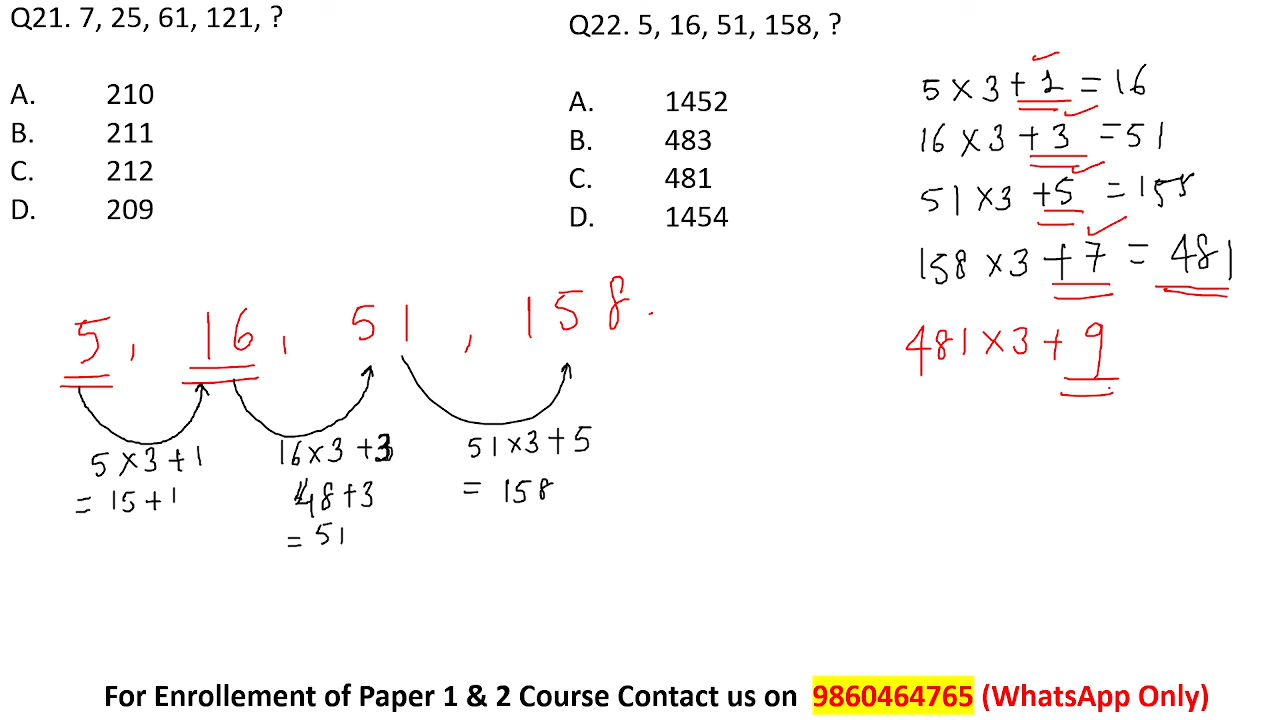 Q21. 7, 25, 61, 121, ?
A. 210
B. 211
C. 212
D. 209
Q22. 5, 16, 51, 158, ?
A. 1452
B. 483
C. 481
D. 1454
5 × 3 + 1 = 16
16 × 3 + 3 = 51
51 × 3 + 5 = 158
158 × 3 + 7 = 481
481 × 3 + 9
5, 16, 51, 158.
5 × 3 + 1
= 15 + 1
16 × 3 + 3
48 + 3
= 51
51 × 3 + 5
= 158
For Enrollement of Paper 1 & 2 Course Contact us on 9860464765 (WhatsApp Only)